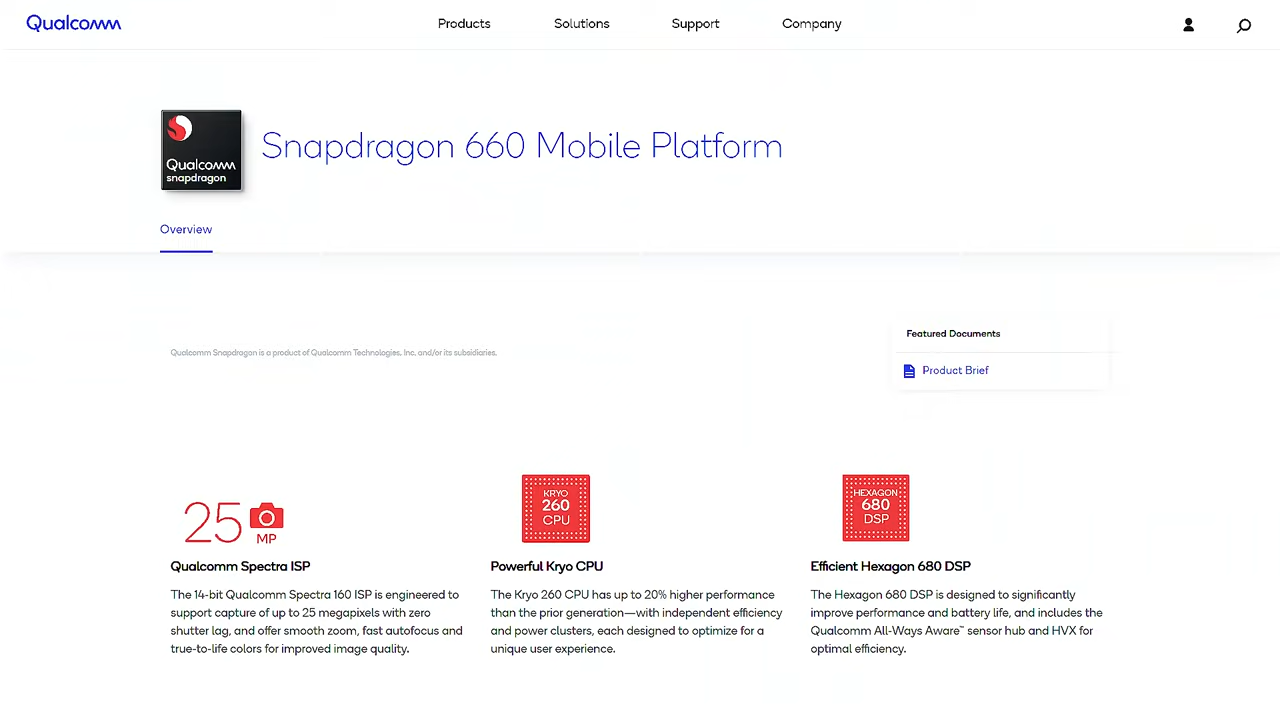 Qualcomm
Products
Solutions
Support
Company
Qualcomm
snapdragon
Snapdragon 660 Mobile Platform
Overview
Qualcomm Snapdragon is a product of Qualcomm Technologies, Inc. and/or its subsidiaries.
Featured Documents
Product Brief
25
MP
Qualcomm Spectra ISP
The 14-bit Qualcomm Spectra 160 ISP is engineered to
support capture of up to 25 megapixels with zero
shutter lag, and offer smooth zoom, fast autofocus and
true-to-life colors for improved image quality.
KRYO
260
CPU
Powerful Kryo CPU
The Kryo 260 CPU has up to 20% higher performance
than the prior generation—with independent efficiency
and power clusters, each designed to optimize for a
unique user experience.
HEXAGON
680
DSP
Efficient Hexagon 680 DSP
The Hexagon 680 DSP is designed to significantly
improve performance and battery life, and includes the
Qualcomm All-Ways Aware™ sensor hub and HVX for
optimal efficiency.